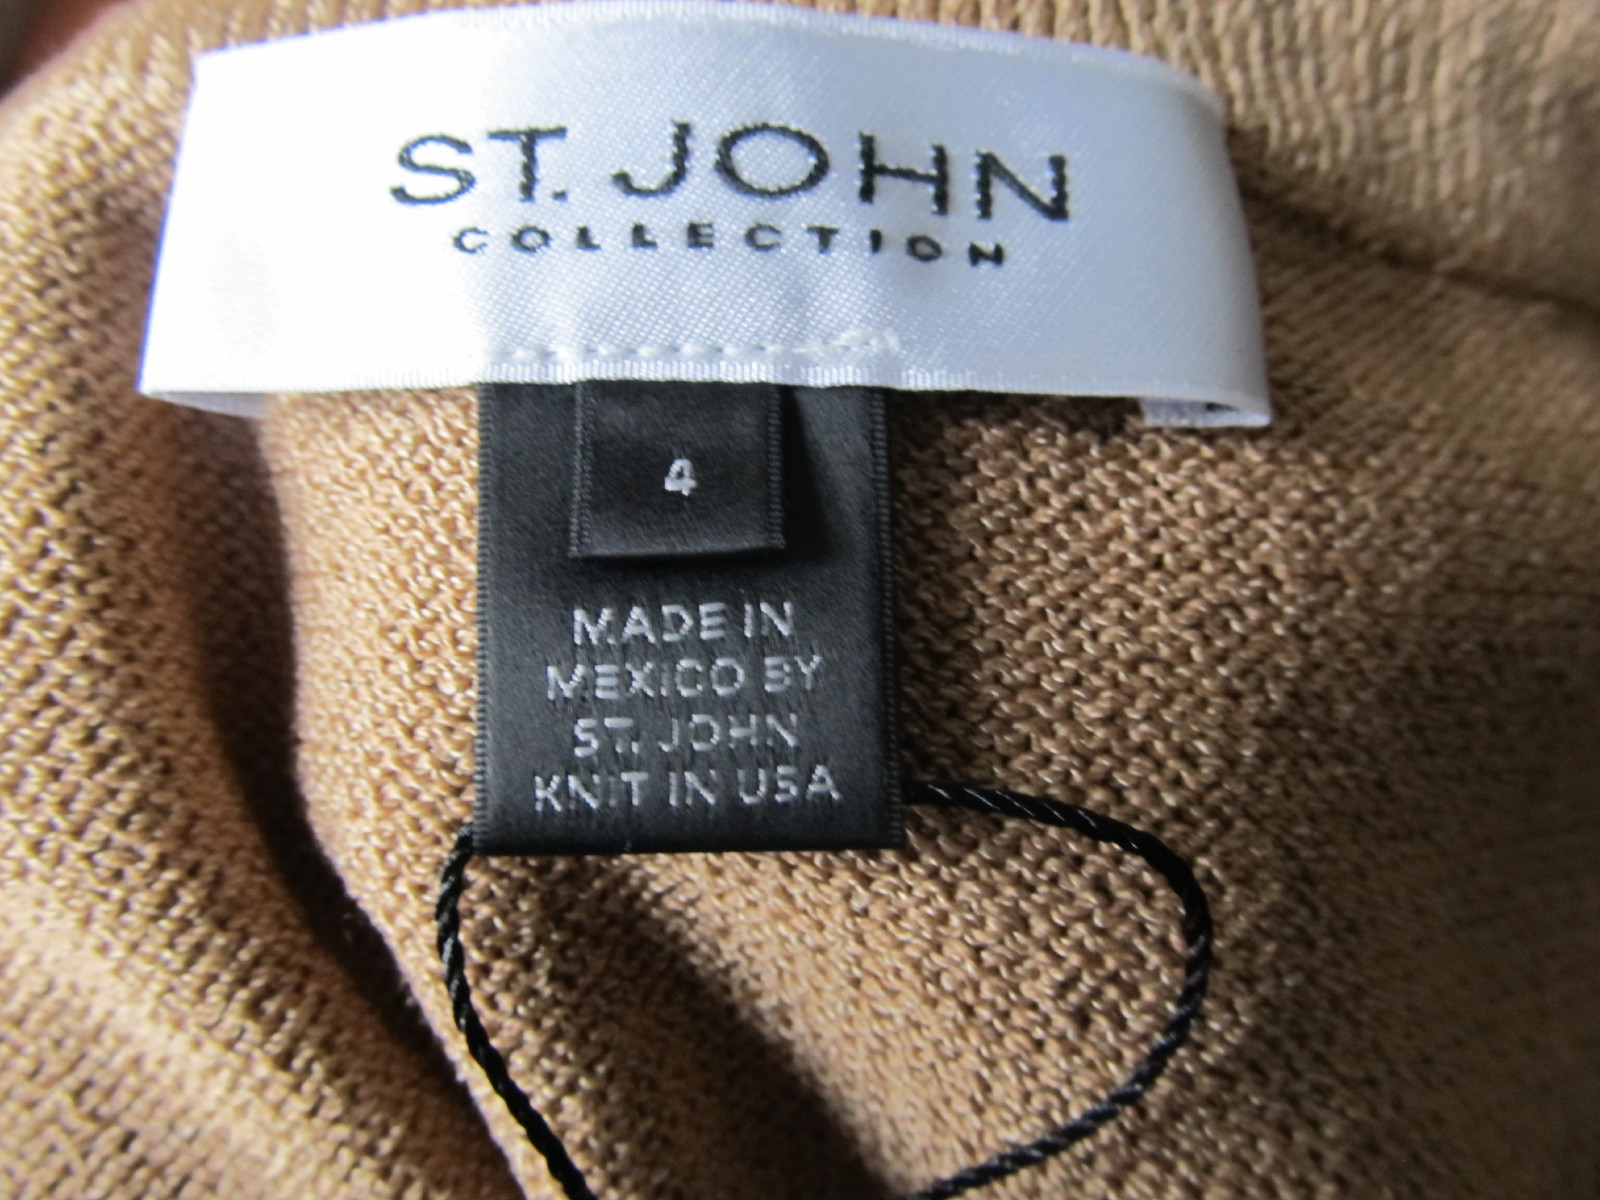 ST. JOHN
COLLECTION
4
MADE IN
MEXICO BY
ST. JOHN
KNIT IN USA